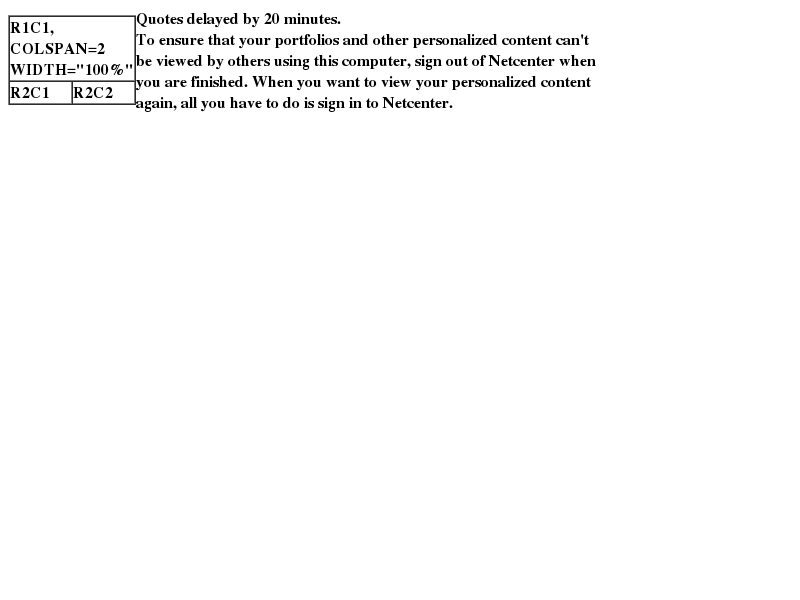 R1C1,
COLSPAN=2
WIDTH="100%"
R2C1 R2C2
Quotes delayed by 20 minutes.
To ensure that your portfolios and other personalized content can't
be viewed by others using this computer, sign out of Netcenter when
you are finished. When you want to view your personalized content
again, all you have to do is sign in to Netcenter.